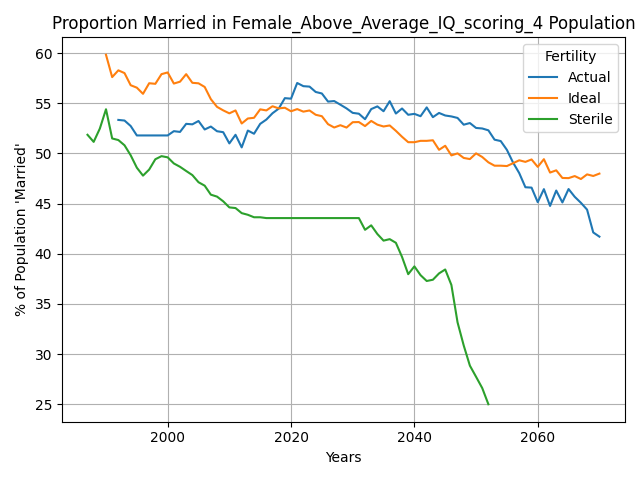 Proportion Married in Female_Above_Average_IQ_scoring_4 Population
% of Population 'Married'
60
55
50
45
40
35
30
25
Fertility
Actual
Ideal
Sterile
2000
2020
2040
2060
Years